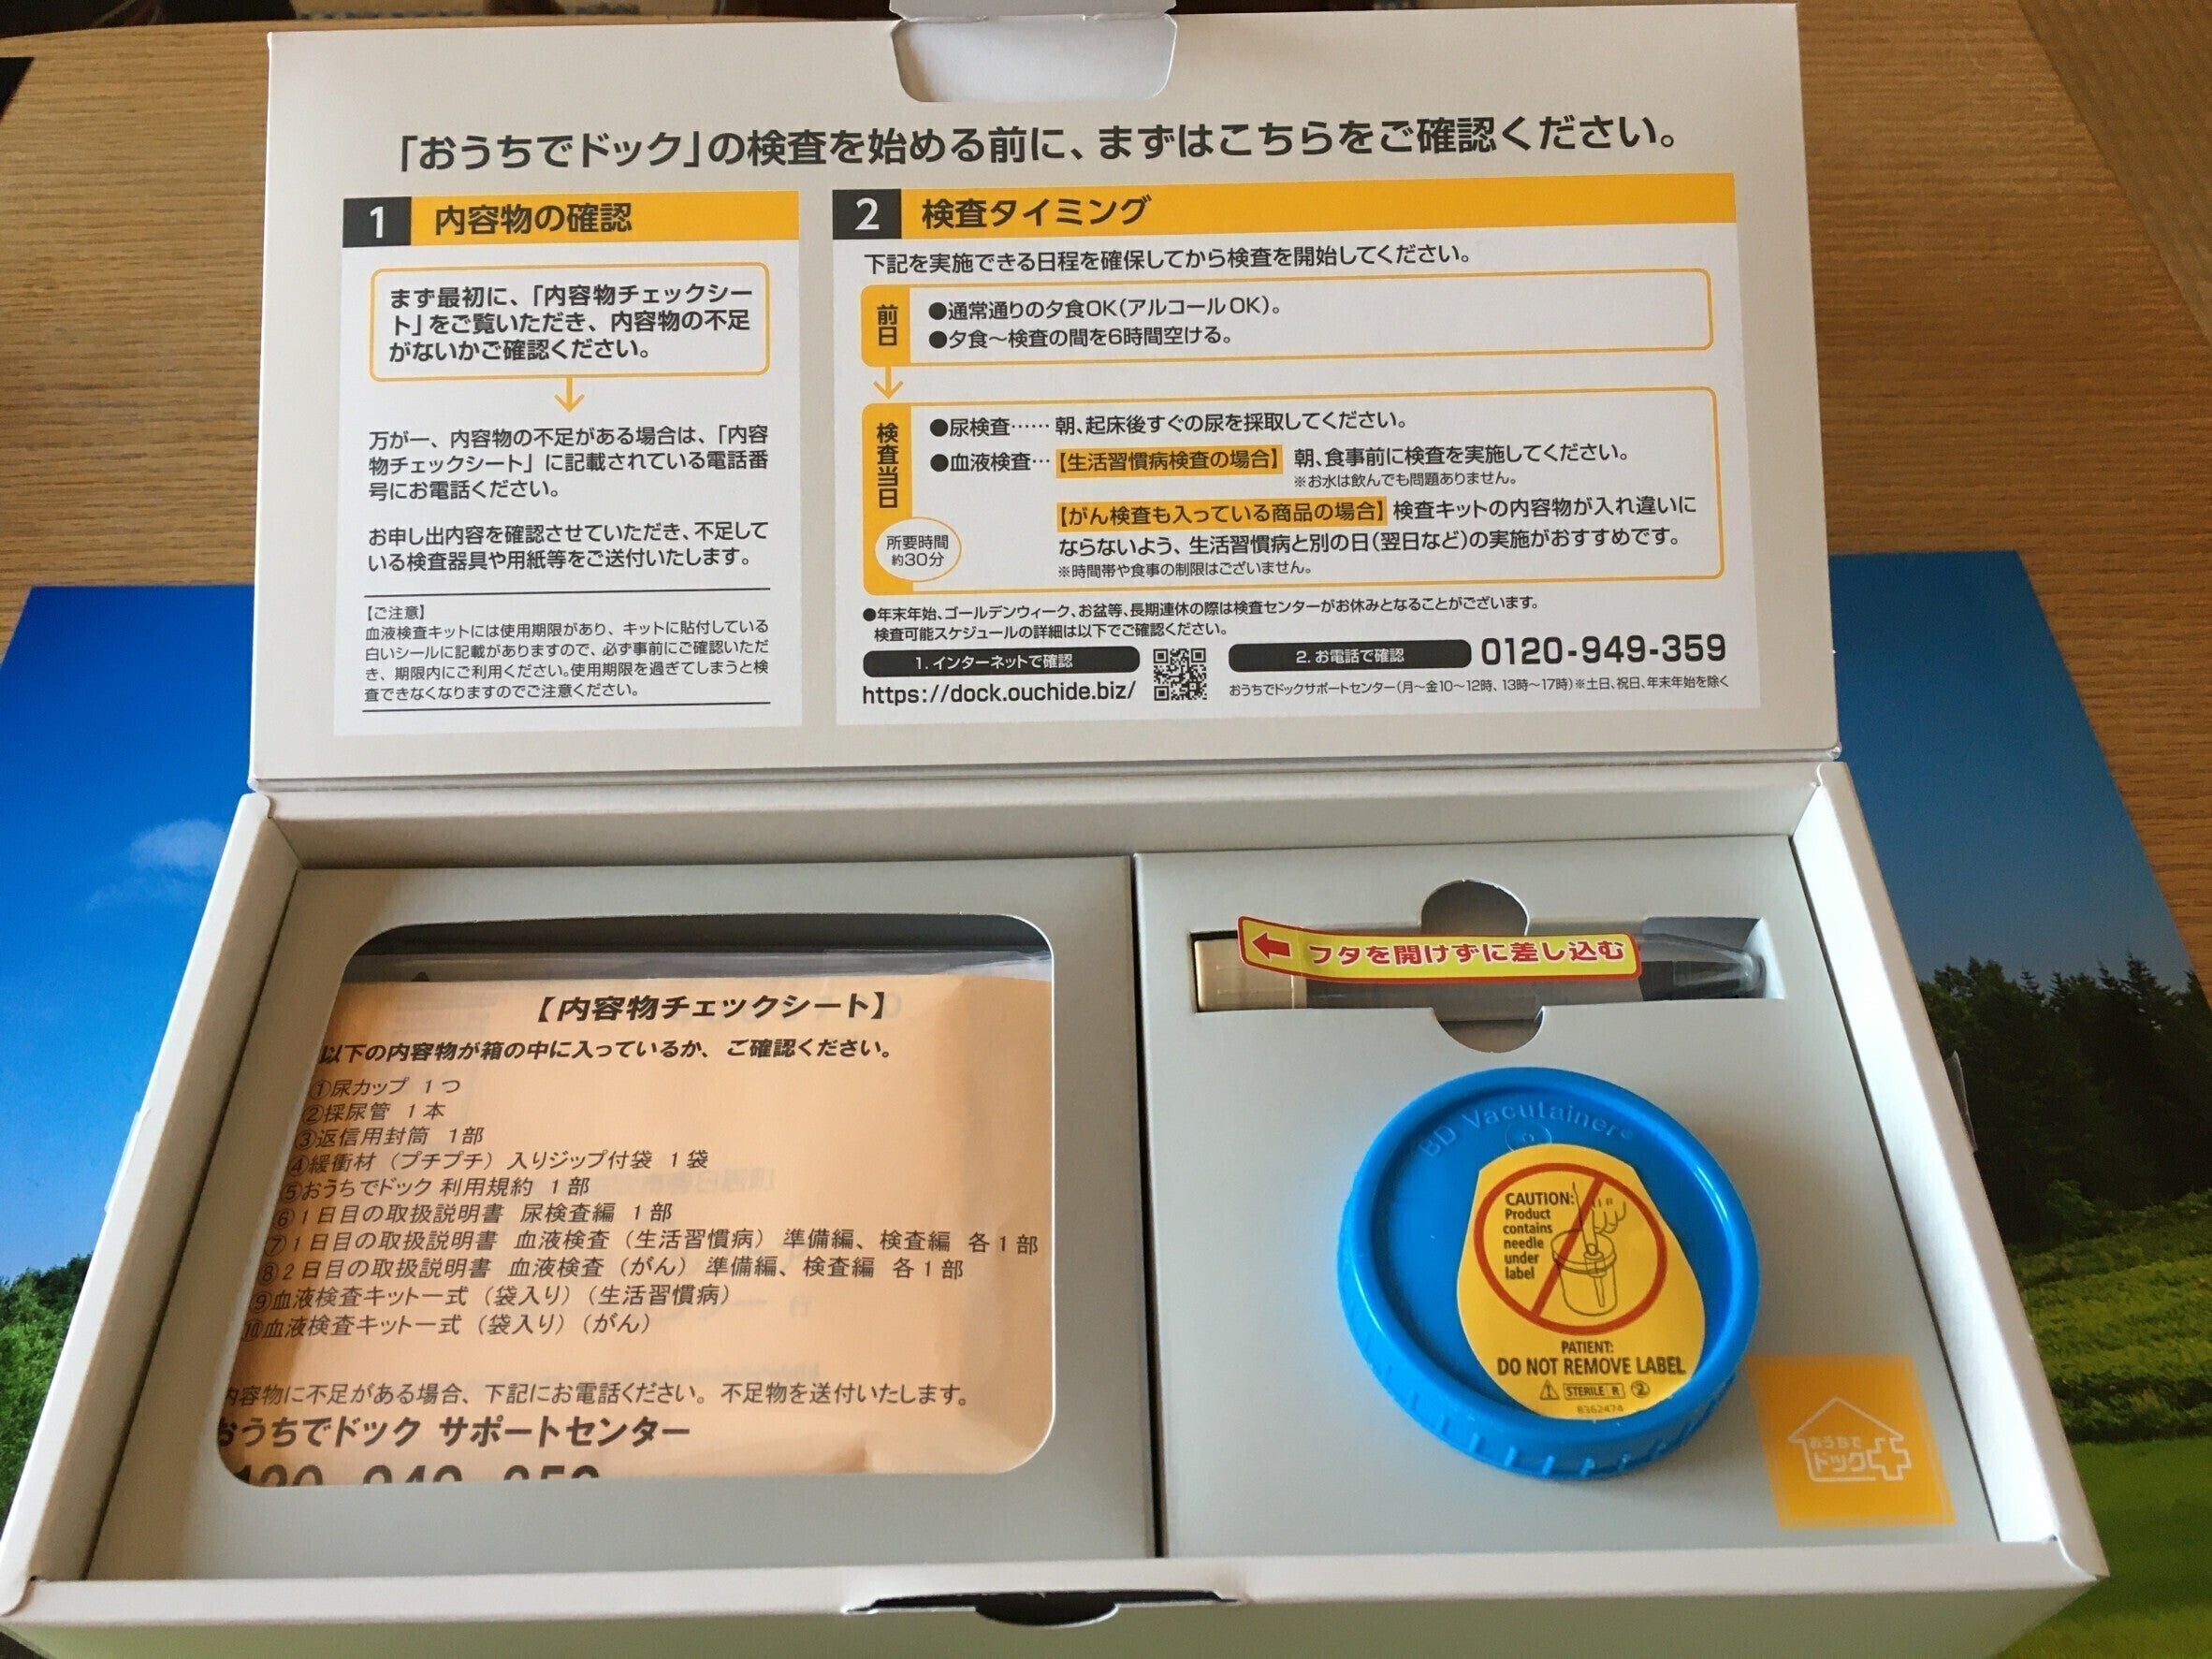 「おうちでドック」の検査を始める前に、まずはこちらをご確認ください。
1 内容物の確認
まず最初に、「内容物チェックシー
ト」をご覧いただき、内容物の不足
がないかご確認ください。
万が一、内容物の不足がある場合は、「内容
物チェックシート」に記載されている電話番
号にお電話ください。
お申し出内容を確認させていただき、不足して
いる検査器具や用紙等をご送付いたします。
【ご注意】
血液検査キットには使用期限があり、キットに貼付している
白いシールに記載がありますので、必ず事前にご確認いただ
き、期限内にご利用ください。使用期限を過ぎてしまうと検
査できなくなりますのでご注意ください。
2 検査タイミング
下記を実施できる日程を確保してから検査を開始してください。
前日
●通常通りの夕食OK(アルコールOK)。
●夕食〜検査の間を6時間空ける。
検査当日
所要時間
約30分
●尿検査…… 朝、起床後すぐの尿を採取してください。
●血液検査… 【生活習慣病検査の場合】 朝、食事前に検査を実施してください。
※お水は飲んでも問題ありません。
【がん検査も入っている商品の場合】 検査キットの内容物が入れ違いに
ならないよう、生活習慣病と別の日(翌日など)の実施がおすすめです。
※時間帯や食事の制限はございません。
●年末年始、ゴールデンウィーク、お盆等、長期連休の際は検査センターがお休みとなることがございます。
検査可能スケジュールの詳細は以下でご確認ください。
1. インターネットで確認
https://dock.ouchide.biz/
2. お電話で確認 0120-949-359
おうちでドックサポートセンター(月〜金10〜12時、13時〜17時)※土日、祝日、年末年始を除く
【内容物チェックシート】
以下の内容物が箱の中に入っているか、ご確認ください。
①尿カップ 1つ
②採尿管 1本
③返信用封筒 1部
④緩衝材（プチプチ）入りジップ付袋 1袋
⑤おうちでドック 利用規約 1部
⑥1日目の取扱説明書 尿検査編 1部
⑦1日目の取扱説明書 血液検査（生活習慣病）準備編、検査編 各1部
⑧2日目の取扱説明書 血液検査（がん）準備編、検査編 各1部
⑨血液検査キット一式（袋入り）（生活習慣病）
⑩血液検査キット一式（袋入り）（がん）
内容物に不足がある場合、下記にお電話ください。不足物を送付いたします。
おうちでドック サポートセンター
フタを開けずに差し込む
BD Vacutainer®
CAUTION:
Product
contains
needle
under
label
PATIENT:
DO NOT REMOVE LABEL
STERILE R
8362474
おうちで
ドック